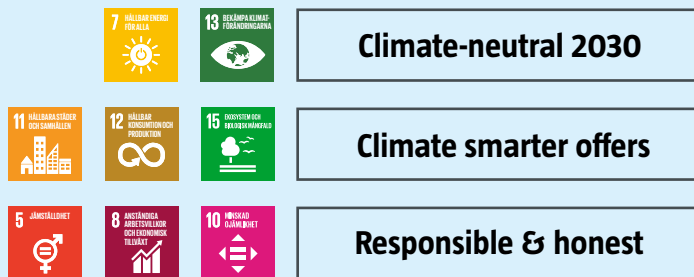 7 HÅLLBAR ENERGI
FÖR ALLA
13 BEKÄMPA KLIMAT-
FÖRÄNDRINGARNA
Climate-neutral 2030
11 HÅLLBARA STÄDER
OCH SAMHÄLLEN
12 HÅLLBAR
KONSUMTION OCH
PRODUKTION
15 EKOSYSTEM OCH
BIOLOGISK MÅNGFALD
Climate smarter offers
5 JÄMSTÄLLDHET
8 ANSTÄNDIGA
ARBETSVILLKOR
OCH EKONOMISK
TILLVÄXT
10 MINSKAD
OJÄMLIKHET
Responsible & honest